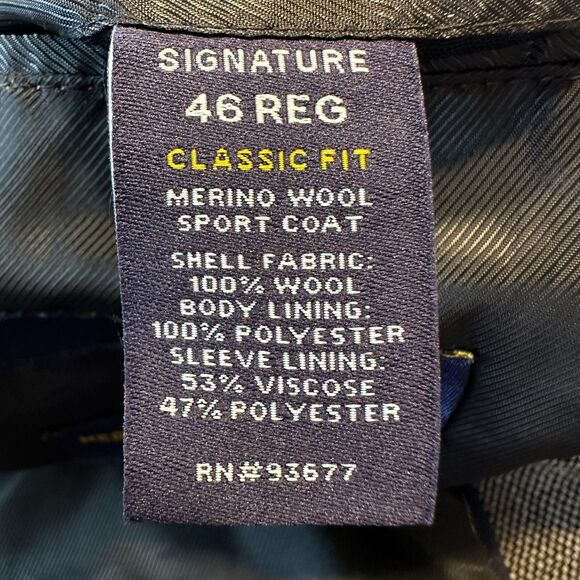 SIGNATURE
46 REG
CLASSIC FIT
MERINO WOOL
SPORT COAT
SHELL FABRIC:
100% WOOL
BODY LINING:
100% POLYESTER
SLEEVE LINING:
53% VISCOSE
47% POLYESTER
RN#93677